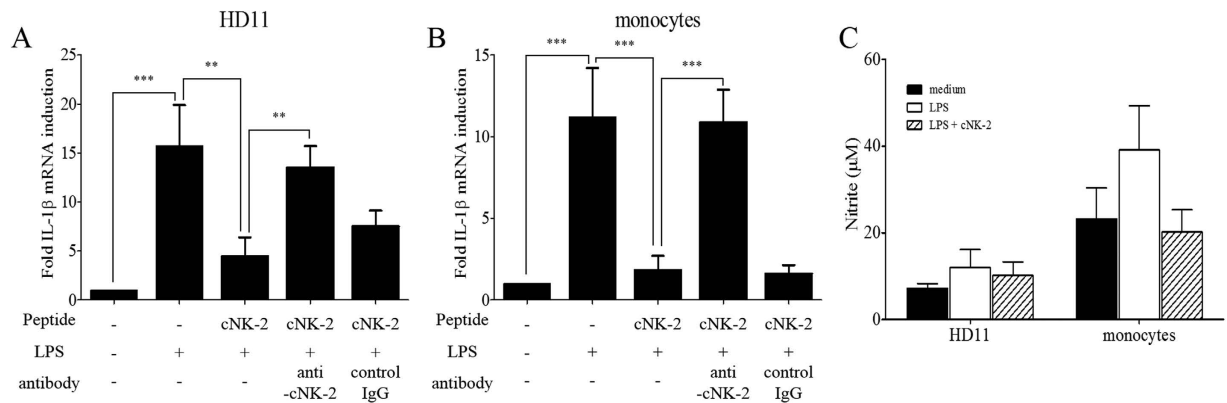 A
HD11
Fold IL-1β mRNA induction
25
20
15
10
5
0
***
**
**
Peptide - - cNK-2 cNK-2 cNK-2
LPS - + + + +
antibody - - - anti -cNK-2 control IgG
B
monocytes
Fold IL-1β mRNA induction
15
10
5
0
***
***
***
Peptide - - cNK-2 cNK-2 cNK-2
LPS - + + + +
antibody - - - anti -cNK-2 control IgG
C
Nitrite (μM)
60
40
20
0
medium
LPS
LPS + cNK-2
HD11 monocytes